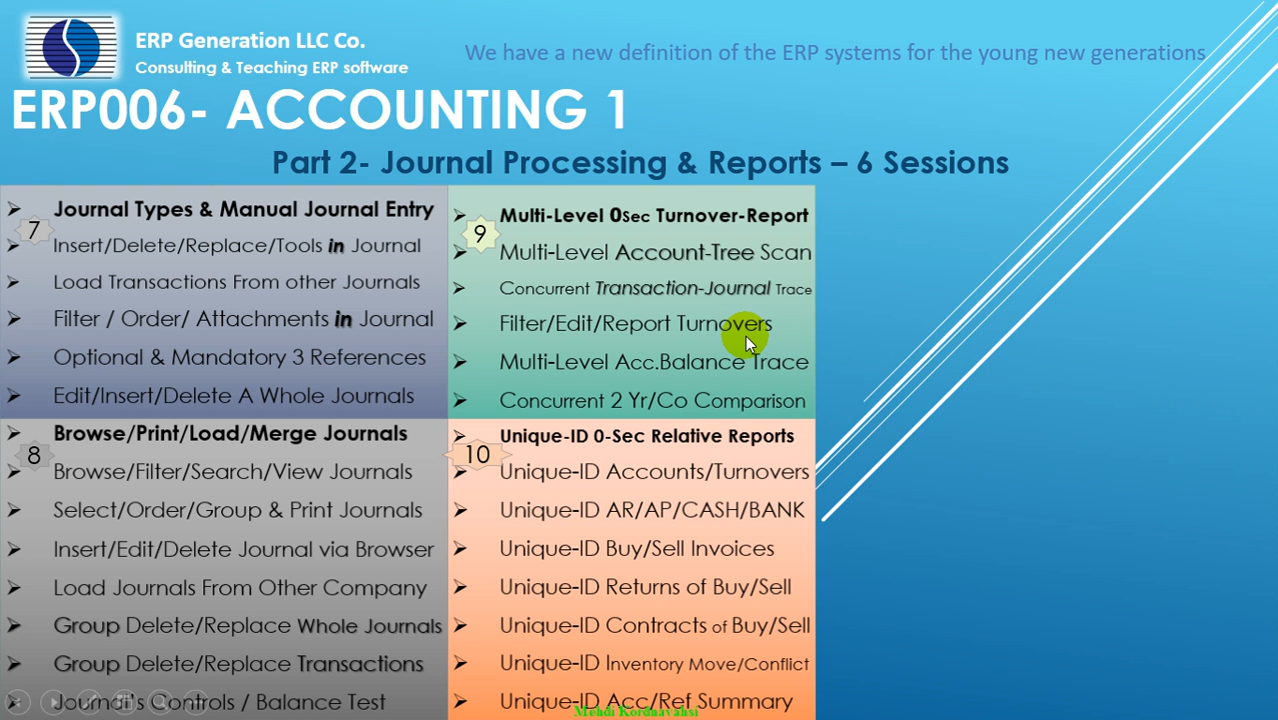 ERP Generation LLC Co.
Consulting & Teaching ERP software
We have a new definition of the ERP systems for the young new generations
ERP006- ACCOUNTING 1
Part 2- Journal Processing & Reports – 6 Sessions
7
Journal Types & Manual Journal Entry
Insert/Delete/Replace/Tools in Journal
Load Transactions From other Journals
Filter / Order/ Attachments in Journal
Optional & Mandatory 3 References
Edit/Insert/Delete A Whole Journals
8
Browse/Print/Load/Merge Journals
Browse/Filter/Search/View Journals
Select/Order/Group & Print Journals
Insert/Edit/Delete Journal via Browser
Load Journals From Other Company
Group Delete/Replace Whole Journals
Group Delete/Replace Transactions
Journal's Controls / Balance Test
9
Multi-Level 0Sec Turnover-Report
Multi-Level Account-Tree Scan
Concurrent Transaction-Journal Trace
Filter/Edit/Report Turnovers
Multi-Level Acc.Balance Trace
Concurrent 2 Yr/Co Comparison
10
Unique-ID 0-Sec Relative Reports
Unique-ID Accounts/Turnovers
Unique-ID AR/AP/CASH/BANK
Unique-ID Buy/Sell Invoices
Unique-ID Returns of Buy/Sell
Unique-ID Contracts of Buy/Sell
Unique-ID Inventory Move/Conflict
Unique-ID Acc/Ref Summary
Mehdi Kordnavahsi